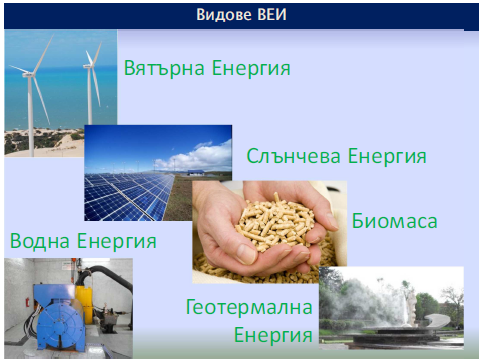 Видове ВЕИ
Вятърна Енергия
Слънчева Енергия
Биомаса
Водна Енергия
Геотермална
Енергия